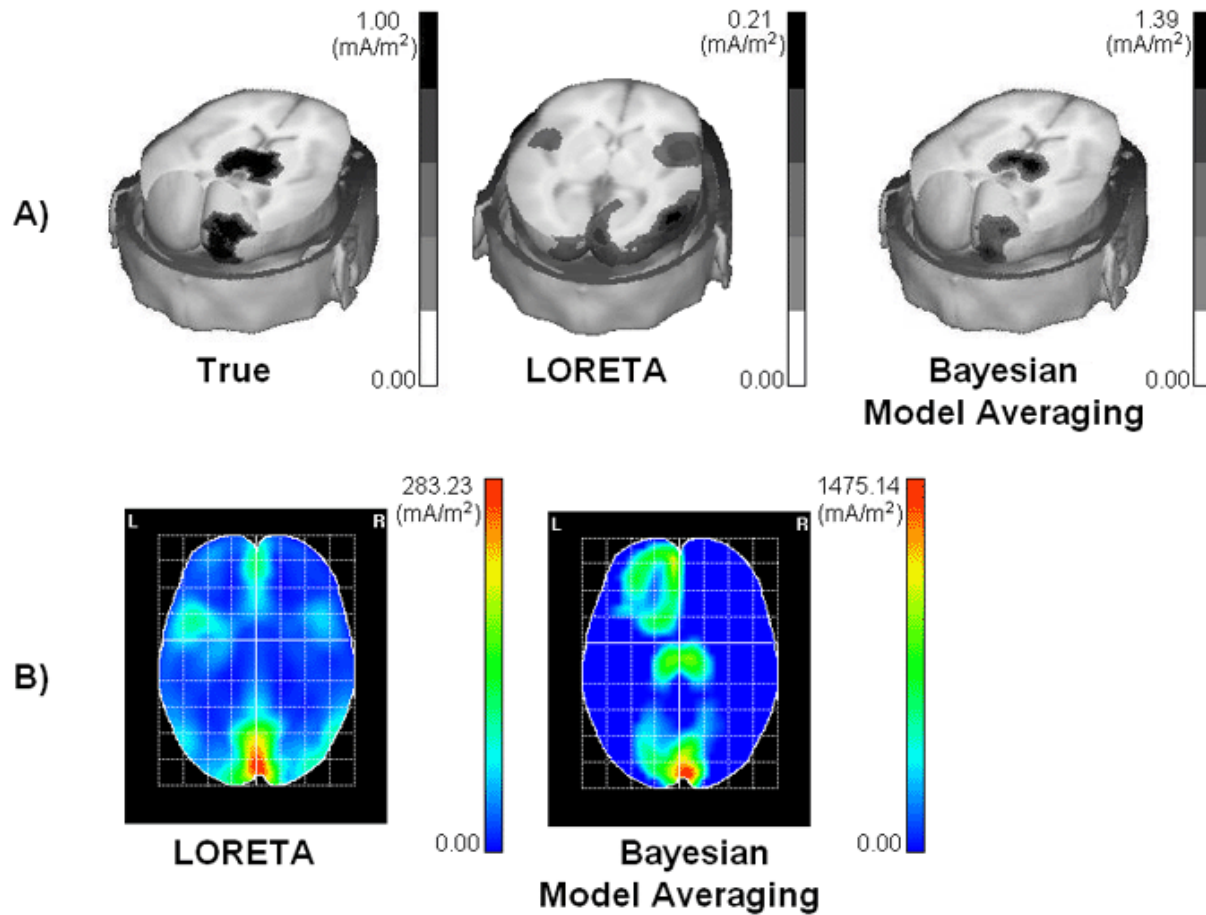 A)
1.00
(mA/m²)
0.00
True
0.21
(mA/m²)
0.00
LORETA
1.39
(mA/m²)
0.00
Bayesian
Model Averaging
B)
L
R
283.23
(mA/m²)
0.00
LORETA
L
R
1475.14
(mA/m²)
0.00
Bayesian
Model Averaging